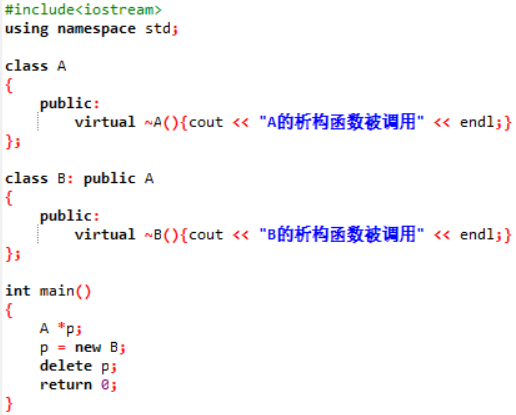 #include<iostream>
using namespace std;
class A
{
public:
virtual ~A(){cout << "A的析构函数被调用" << endl;}
};
class B: public A
{
public:
virtual ~B(){cout << "B的析构函数被调用" << endl;}
};
int main()
{
A *p;
p = new B;
delete p;
return 0;
}